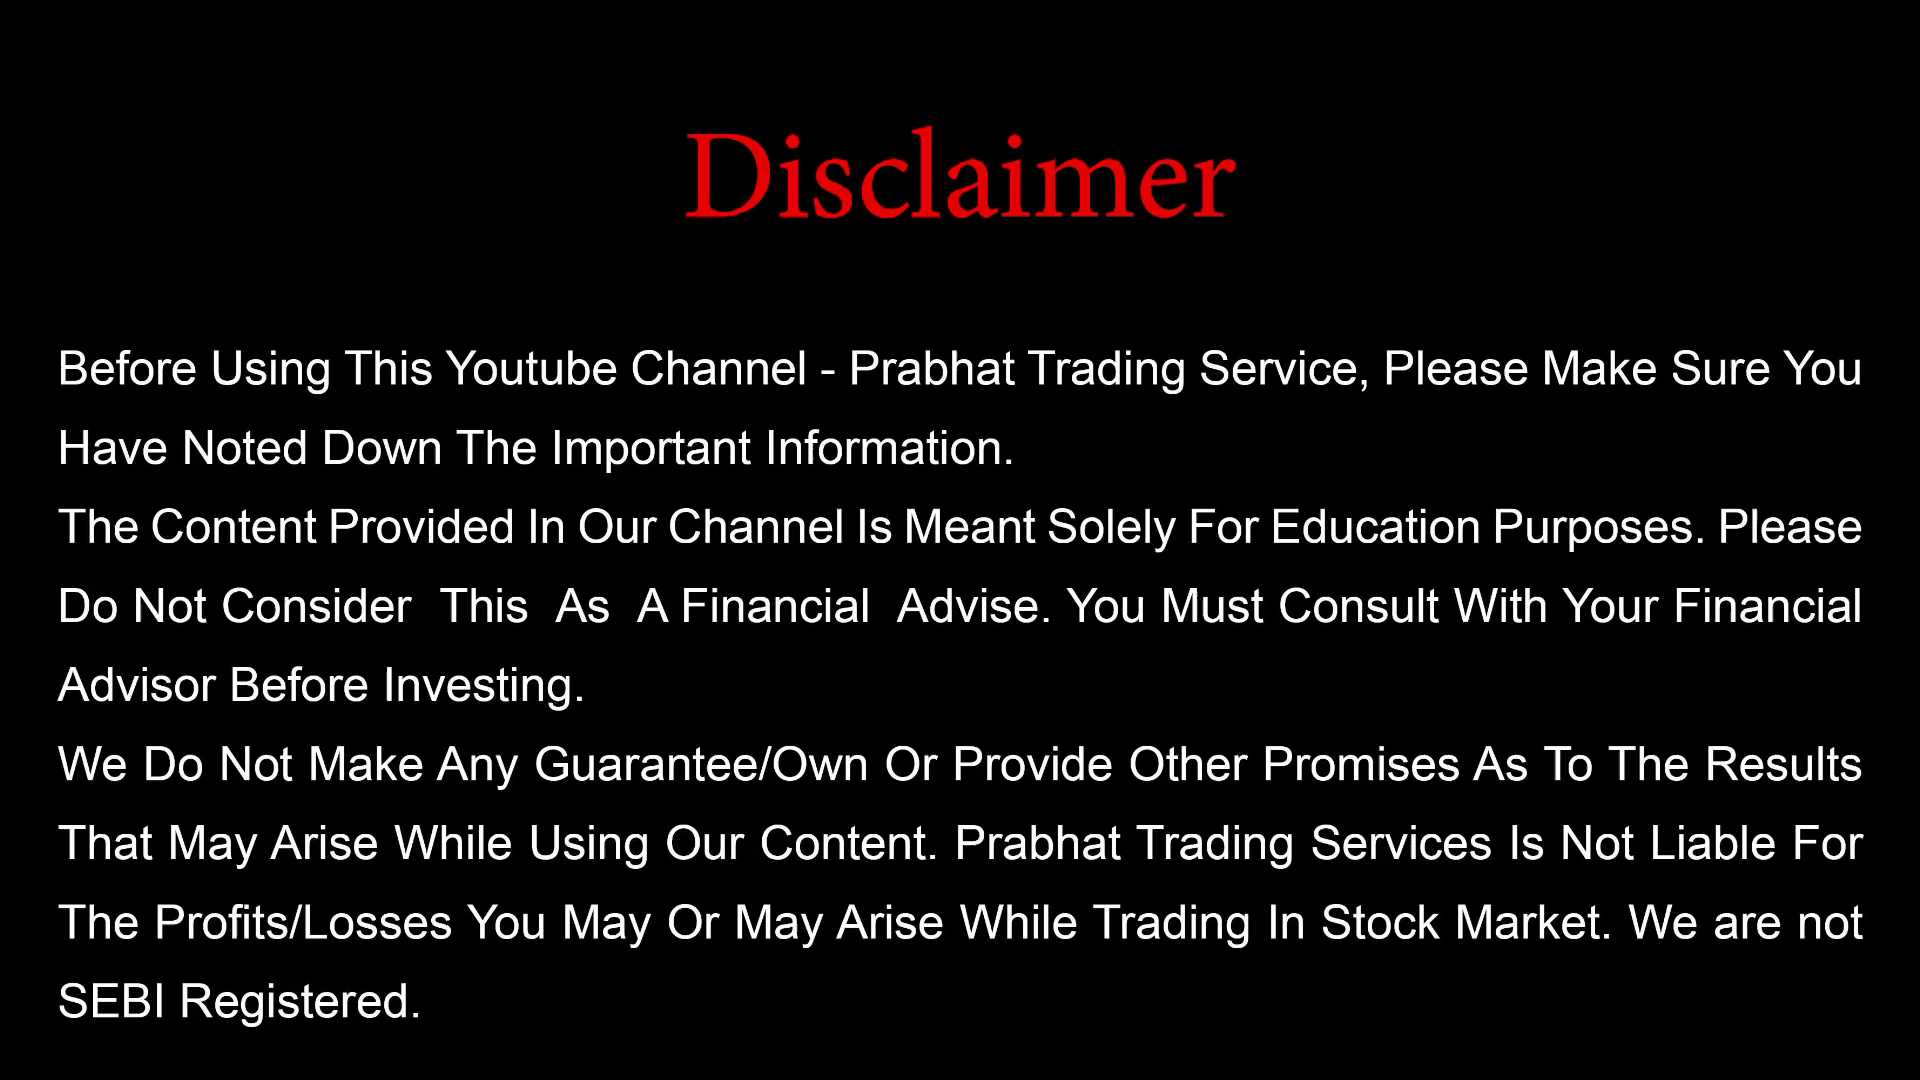 Disclaimer
Before Using This Youtube Channel - Prabhat Trading Service, Please Make Sure You
Have Noted Down The Important Information.
The Content Provided In Our Channel Is Meant Solely For Education Purposes. Please
Do Not Consider This As A Financial Advise. You Must Consult With Your Financial
Advisor Before Investing.
We Do Not Make Any Guarantee/Own Or Provide Other Promises As To The Results
That May Arise While Using Our Content. Prabhat Trading Services Is Not Liable For
The Profits/Losses You May Or May Arise While Trading In Stock Market. We are not
SEBI Registered.